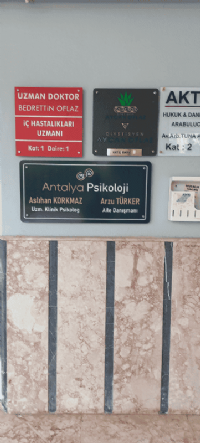 UZMAN DOKTOR
BEDRETTİN OFLAZ
İÇ HASTALIKLARI
UZMANI
Kat: 1 Daire: 1
AKT
HUKUK & DAN
ARABULUC
Kat: 2
Antalya Psikoloji
Aslıhan KORKMAZ
Uzm. Klinik Psikolog
Arzu TÜRKER
Aile Danışmanı